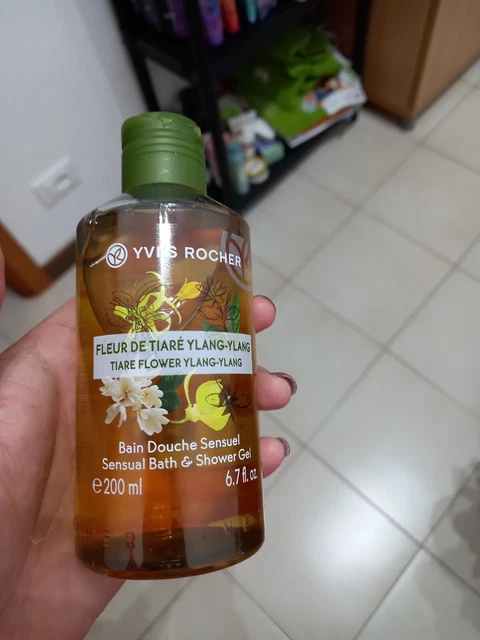 YVES ROCHER
FLEUR DE TIARÉ YLANG-YLANG
TIARE FLOWER YLANG-YLANG
Bain Douche Sensuel
Sensual Bath & Shower Gel
℮200 ml 6.7 fl. oz.